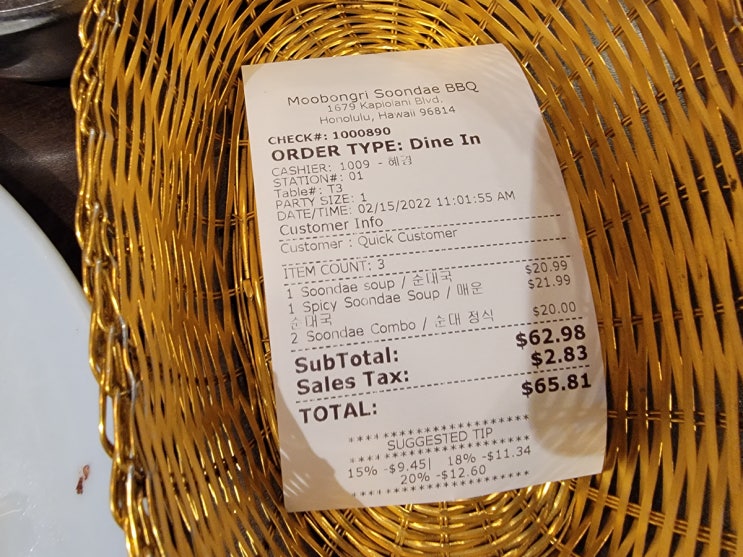 Moobongri Soondae BBQ
1679 Kapiolani Blvd.
Honolulu, Hawaii 96814
CHECK#: 1000890
ORDER TYPE: Dine In
CASHIER: 1009 - 혜경
STATION#: 01
Table#: T3
PARTY SIZE: 1
DATE/TIME: 02/15/2022 11:01:55 AM
Customer Info
Customer : Quick Customer
ITEM COUNT: 3
1 Soondae soup / 순대국 $20.99
1 Spicy Soondae Soup / 매운 $21.99
순대국
2 Soondae Combo / 순대 정식 $20.00
SubTotal: $62.98
Sales Tax: $2.83
TOTAL: $65.81
********************
SUGGESTED TIP
********************
15% -$9.45| 18% -$11.34
20% -$12.60
********************